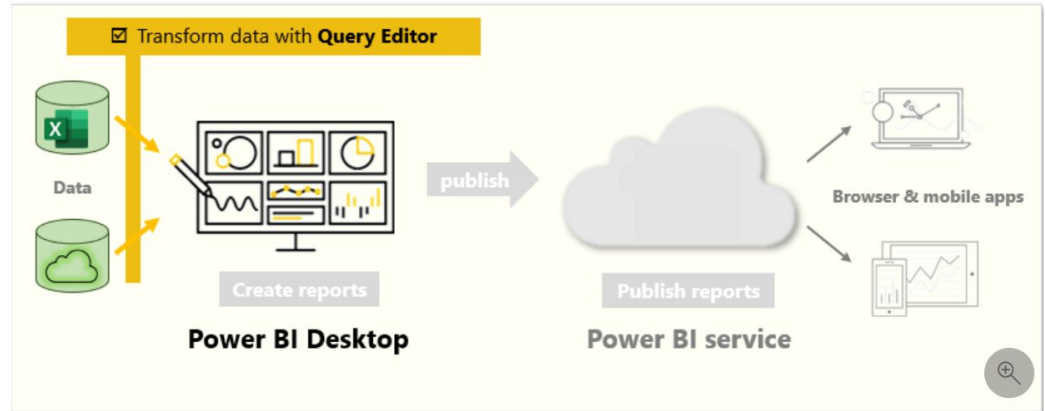 Transform data with Query Editor
X
Data
publish
Browser & mobile apps
Create reports
Publish reports
Power BI Desktop
Power BI service